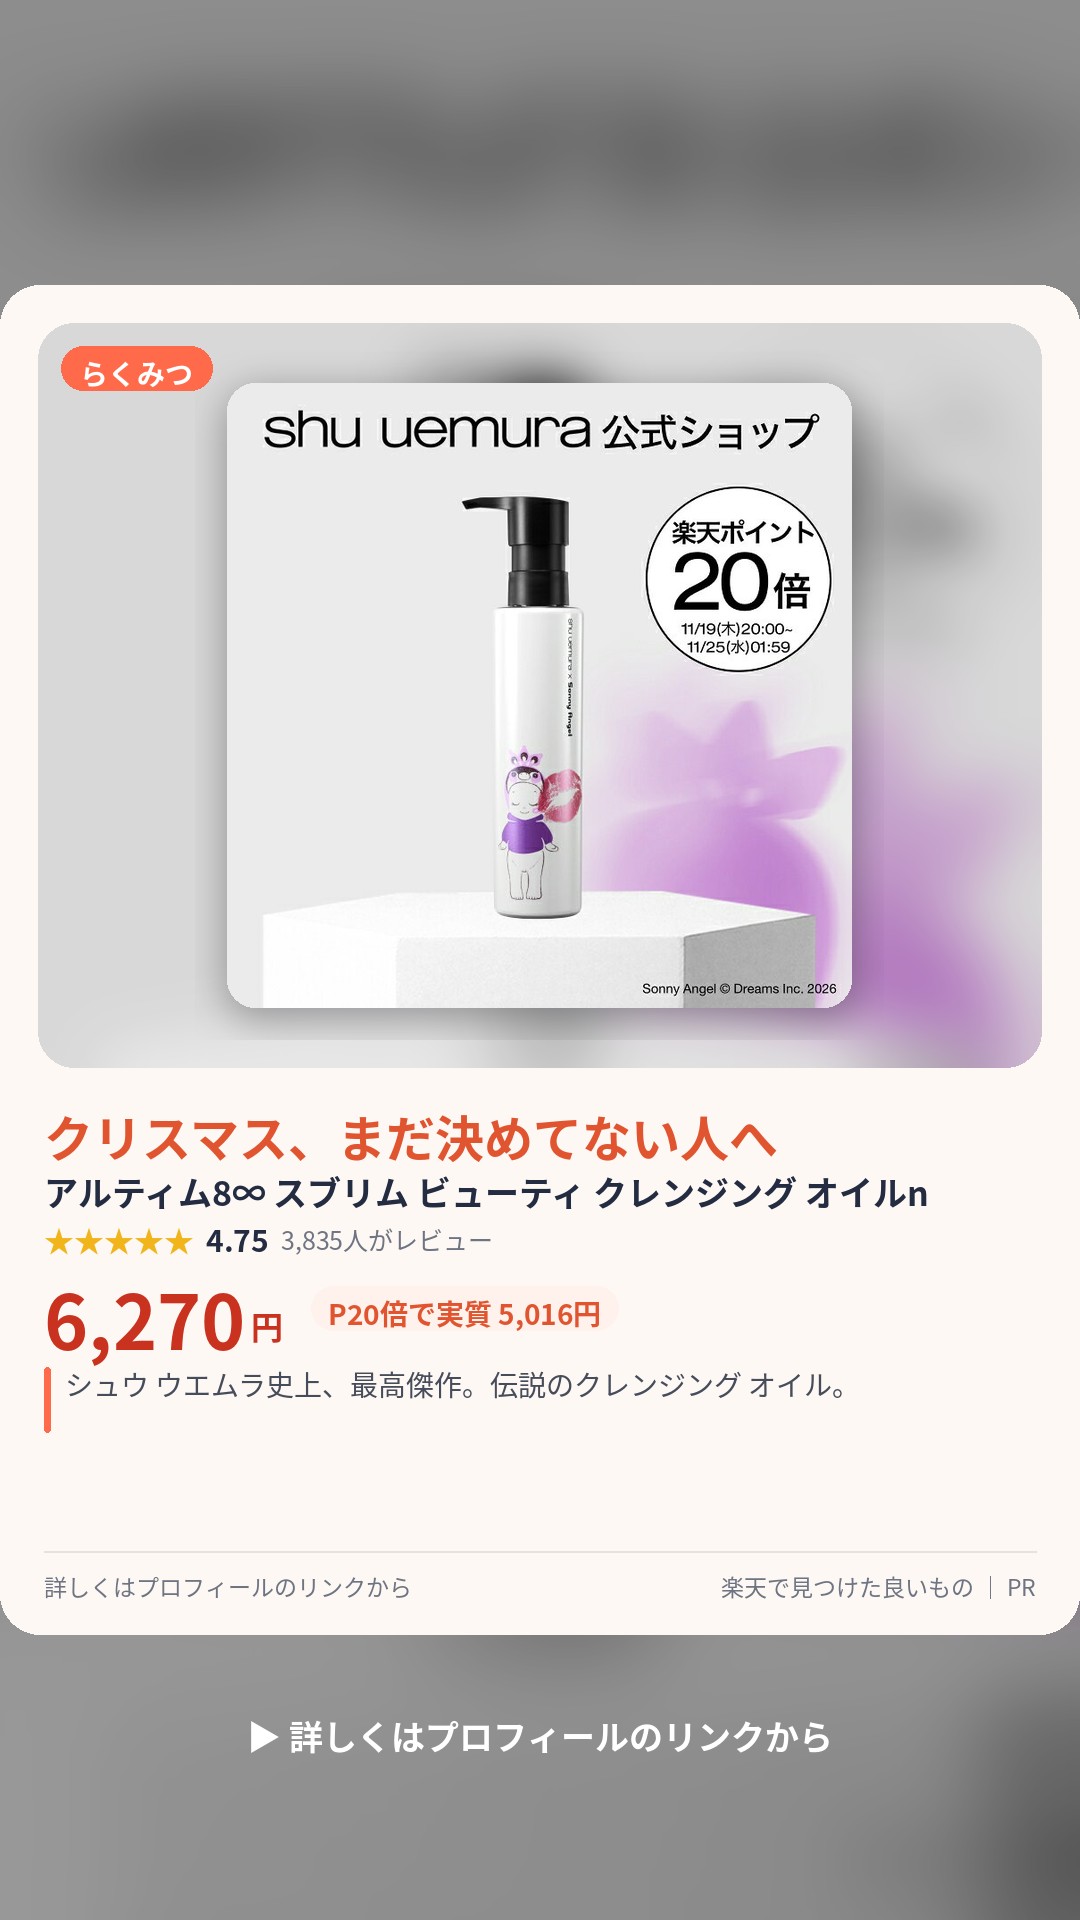 らくみつ
shu uemura 公式ショップ
楽天ポイント
20倍
11/19(木)20:00~
11/25(水)01:59
shu uemura × Sonny Angel
Sonny Angel © Dreams Inc. 2026
クリスマス、まだ決めてない人へ
アルティム8∞ スブリム ビューティ クレンジング オイルn
★★★★★ 4.75 3,835人がレビュー
6,270円 P20倍で実質 5,016円
シュウ ウエムラ史上、最高傑作。伝説のクレンジング オイル。
詳しくはプロフィールのリンクから
楽天で見つけた良いもの｜PR
▶ 詳しくはプロフィールのリンクから